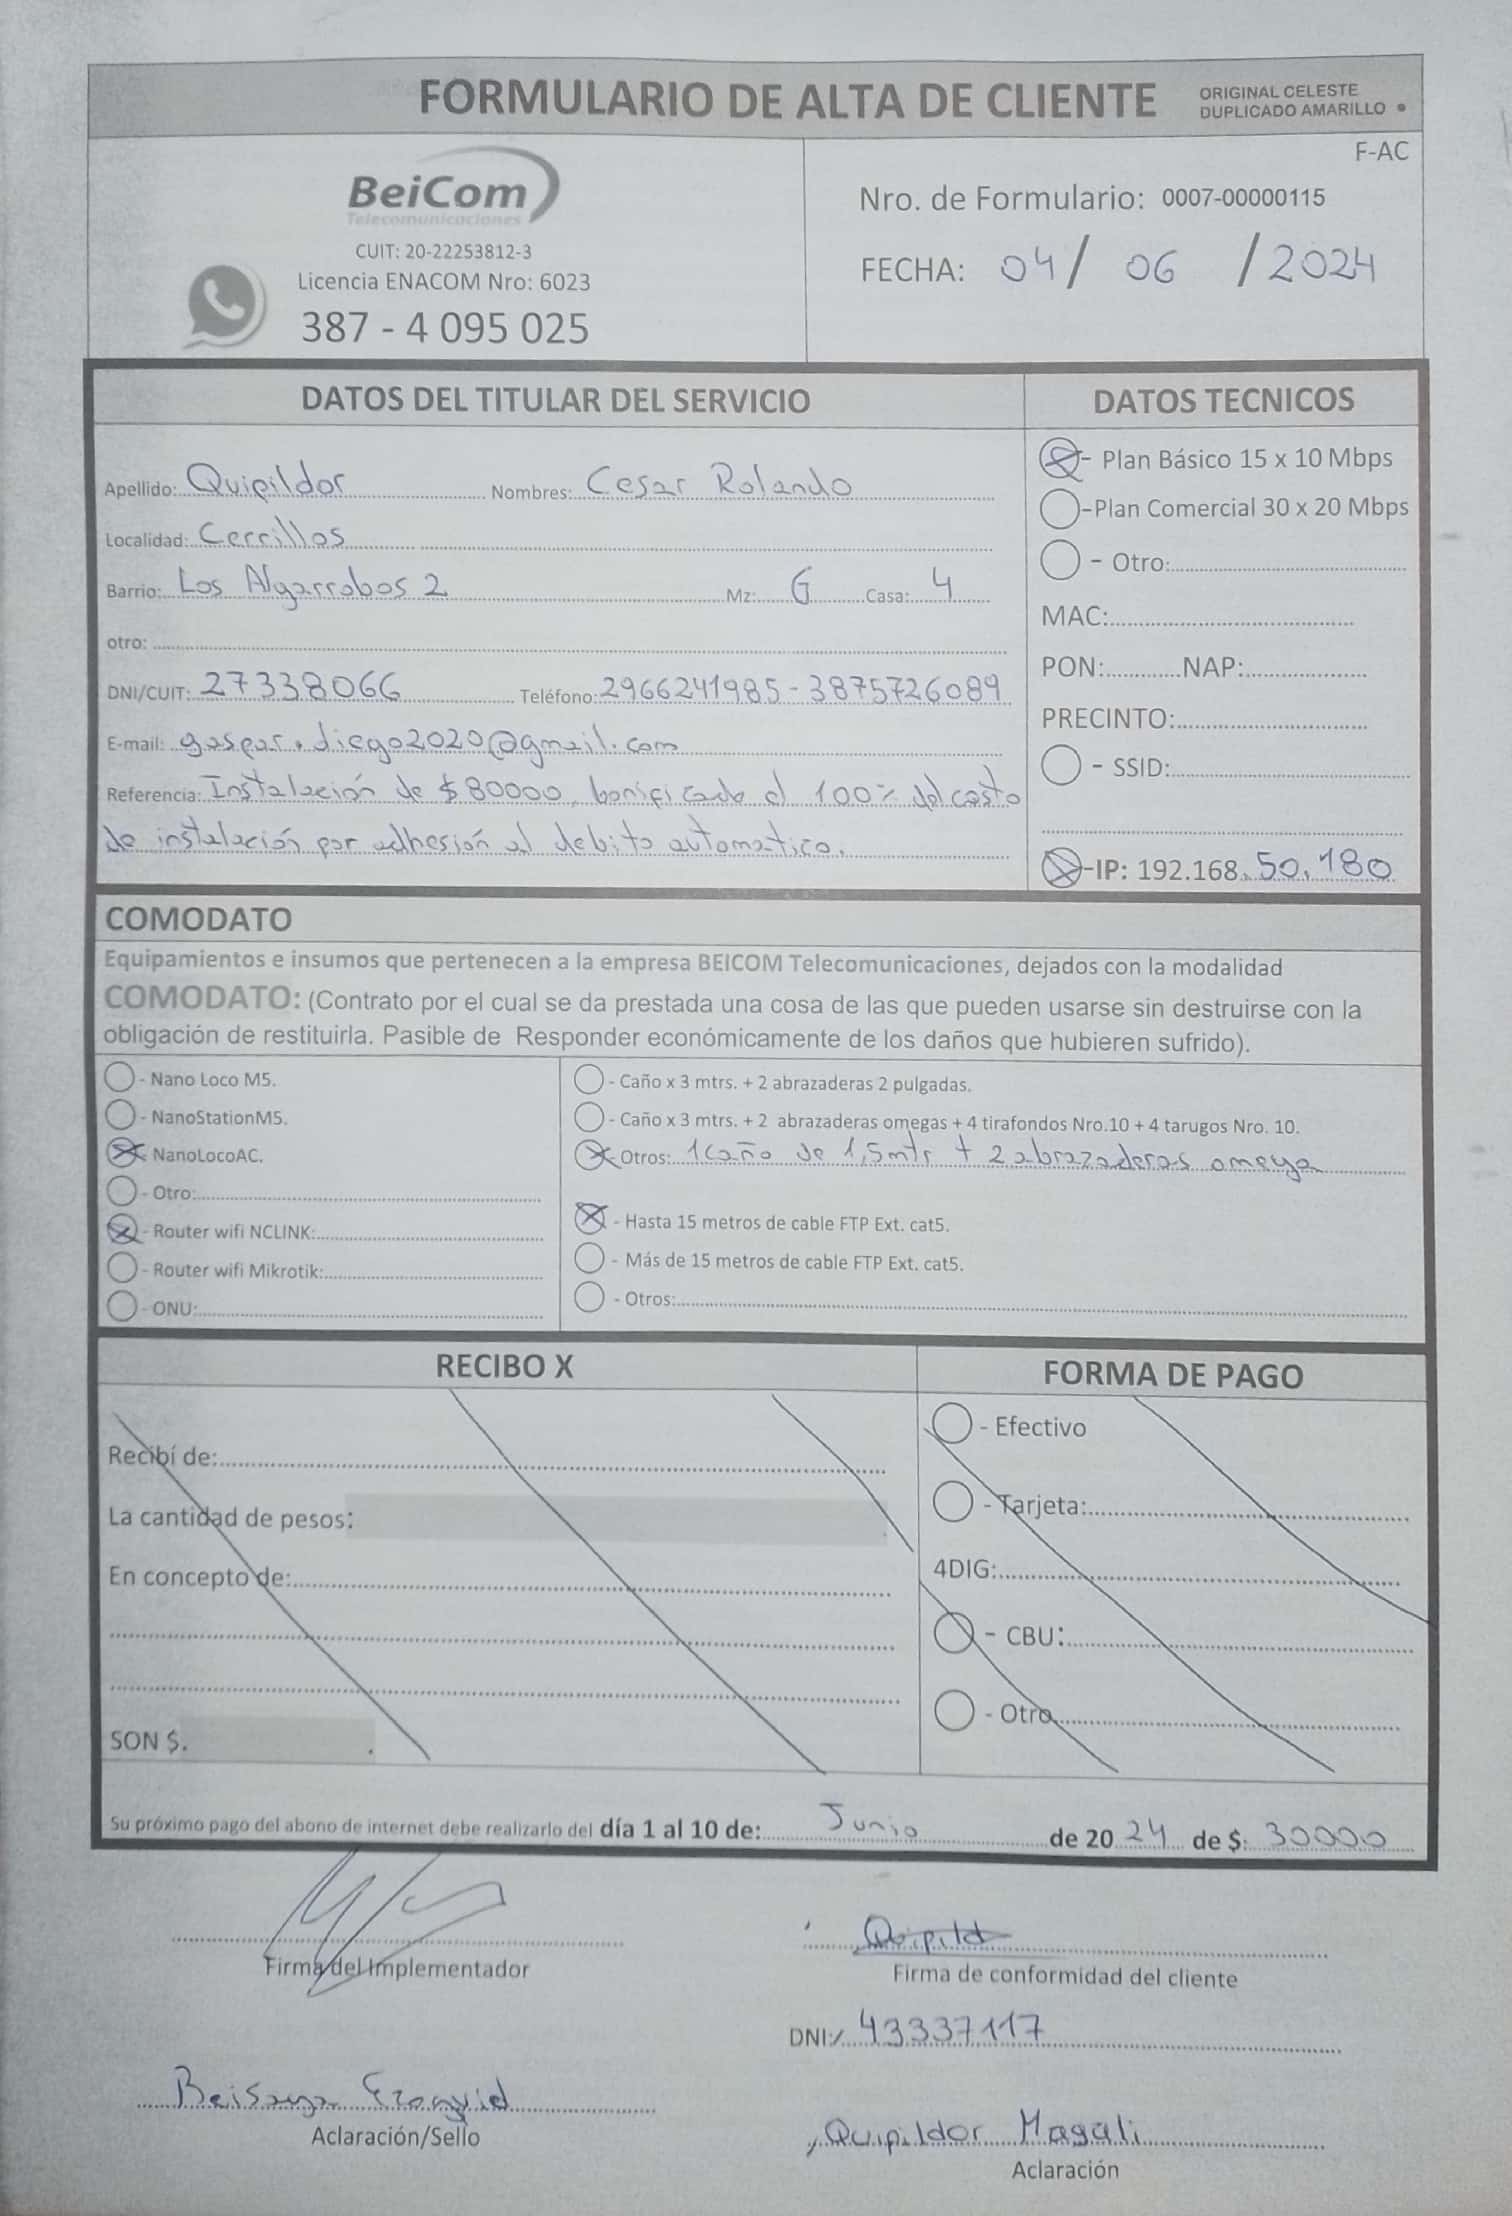 FORMULARIO DE ALTA DE CLIENTE
ORIGINAL CELESTE
DUPLICADO AMARILLO
F-AC
BeiCom
Telecomunicaciones
CUIT: 20-22253812-3
Licencia ENACOM Nro: 6023
387 - 4 095 025
Nro. de Formulario: 0007-00000115
FECHA: 04/ 06 /2024
DATOS DEL TITULAR DEL SERVICIO
Apellido: Quipildor Nombres: Cesar Rolando
Localidad: Cerrillos
Barrio: Los Algarrobos 2 Mz: G Casa: 4
otro:
DNI/CUIT: 27338066 Teléfono: 2966241985-3875726089
E-mail: gaspar.diego2020@gmail.com
Referencia: Instalación de $80000, bonificado el 100% del costo
de instalación por adhesión al debito automatico.
DATOS TECNICOS
- Plan Básico 15 x 10 Mbps
-Plan Comercial 30 x 20 Mbps
- Otro:
MAC:
PON: NAP:
PRECINTO:
- SSID:
-IP: 192.168.50.180
COMODATO
Equipamientos e insumos que pertenecen a la empresa BEICOM Telecomunicaciones, dejados con la modalidad
COMODATO: (Contrato por el cual se da prestada una cosa de las que pueden usarse sin destruirse con la
obligación de restituirla. Pasible de Responder económicamente de los daños que hubieren sufrido).
- Nano Loco M5.
- NanoStationM5.
NanoLocoAC.
- Otro:
- Router wifi NCLINK:
- Router wifi Mikrotik:
- ONU:
- Caño x 3 mtrs. + 2 abrazaderas 2 pulgadas.
- Caño x 3 mtrs. + 2 abrazaderas omegas + 4 tirafondos Nro.10 + 4 tarugos Nro. 10.
Otros: 1 caño de 1,5mtr + 2 abrazaderas omega
- Hasta 15 metros de cable FTP Ext. cat5.
- Más de 15 metros de cable FTP Ext. cat5.
- Otros:
RECIBO X
Recibí de:
La cantidad de pesos:
En concepto de:
SON $.
FORMA DE PAGO
- Efectivo
- Tarjeta:
4DIG:
- CBU:
- Otro
Su próximo pago del abono de internet debe realizarlo del día 1 al 10 de: Junio de 20 24 de $: 30000
Firma del Implementador
Quipild
Firma de conformidad del cliente
DNI: 43337117
Aclaración/Sello
Quipildor Magali
Aclaración